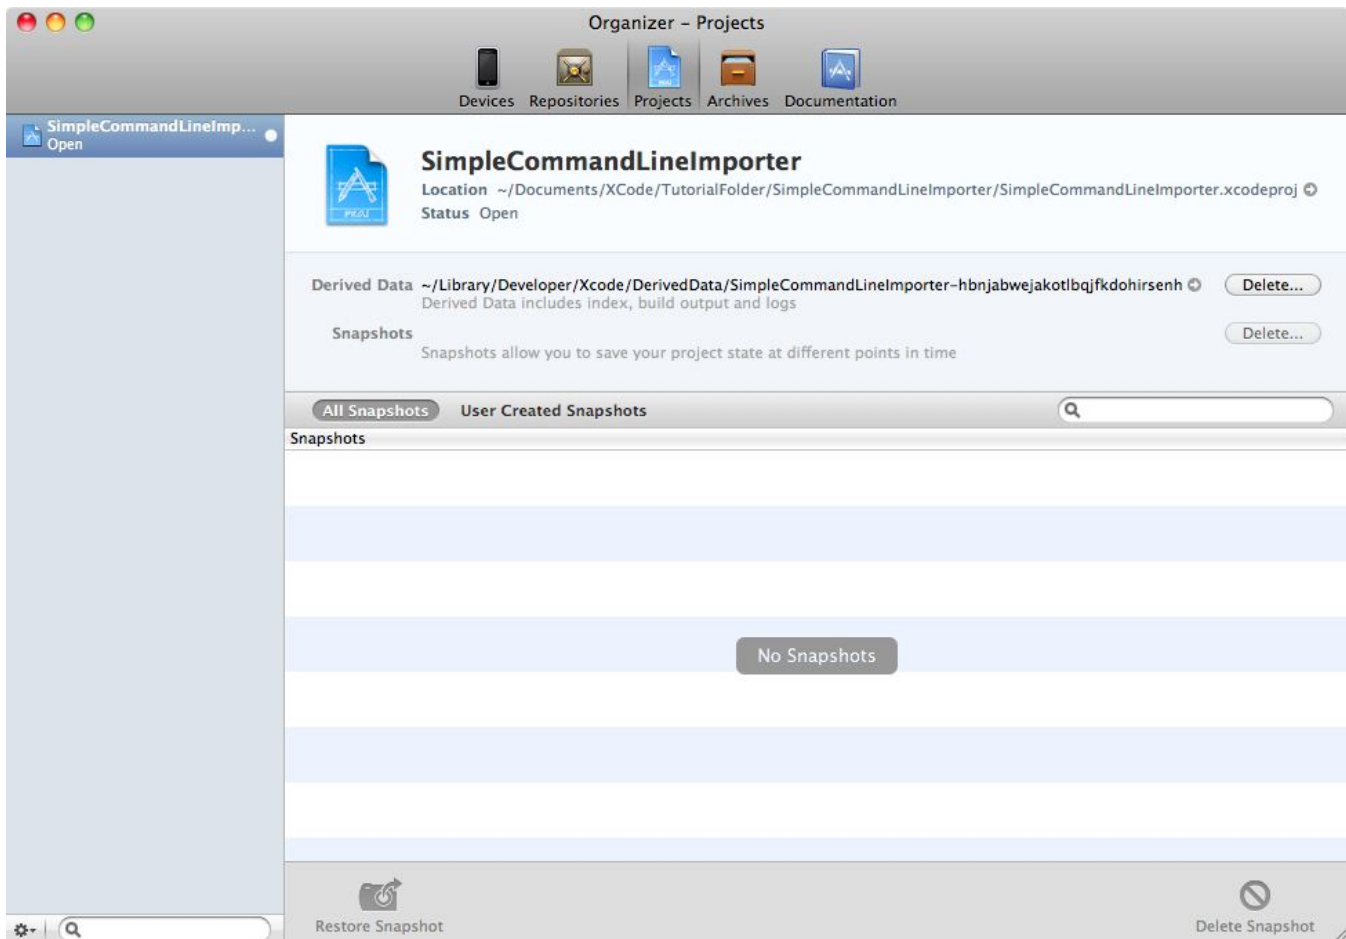 Organizer – Projects
Devices Repositories Projects Archives Documentation
SimpleCommandLineImp...
Open
SimpleCommandLineImporter
Location ~/Documents/XCode/TutorialFolder/SimpleCommandLineImporter/SimpleCommandLineImporter.xcodeproj
Status Open
PROJ
Derived Data ~/Library/Developer/Xcode/DerivedData/SimpleCommandLineImporter-hbnjabwejakotlbqjfkdohirsenh Delete...
Derived Data includes index, build output and logs
Snapshots Delete...
Snapshots allow you to save your project state at different points in time
All Snapshots User Created Snapshots
Snapshots
No Snapshots
Restore Snapshot Delete Snapshot